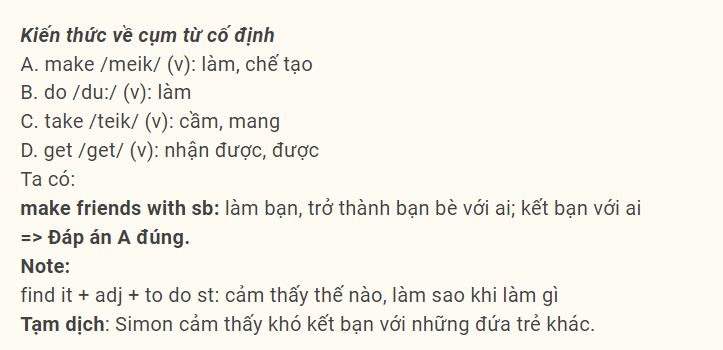 Kiến thức về cụm từ cố định
A. make /meik/ (v): làm, chế tạo
B. do /du:/ (v): làm
C. take /teik/ (v): cầm, mang
D. get /get/ (v): nhận được, được
Ta có:
make friends with sb: làm bạn, trở thành bạn bè với ai; kết bạn với ai
=> Đáp án A đúng.
Note:
find it + adj + to do st: cảm thấy thế nào, làm sao khi làm gì
Tạm dịch: Simon cảm thấy khó kết bạn với những đứa trẻ khác.